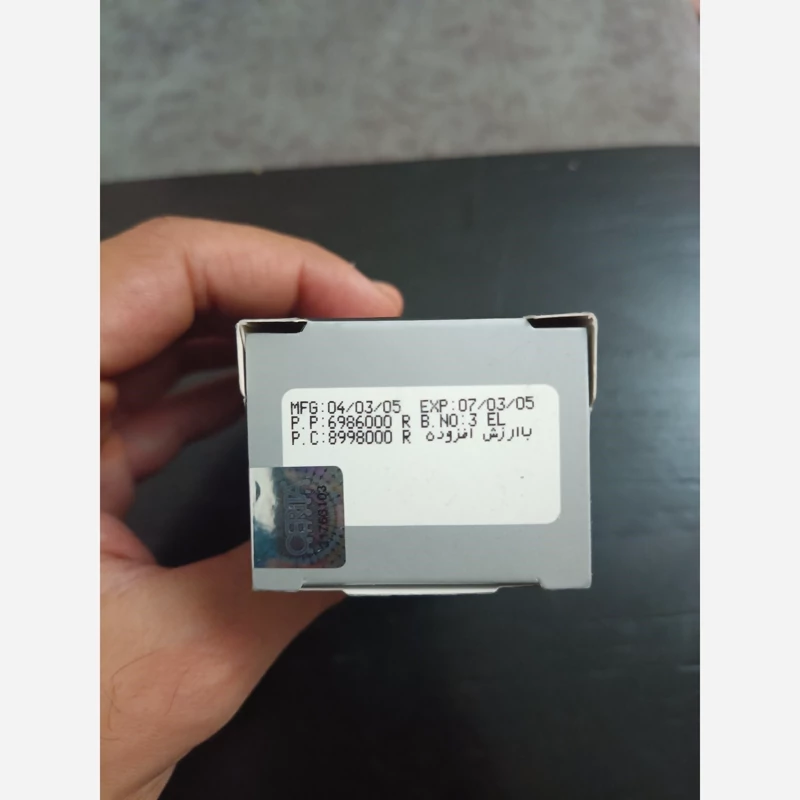 MFG:04/03/05 EXP:07/03/05
P.P:6986000 R B.NO:3 EL
P.C:8998000 R باارزش افزوده